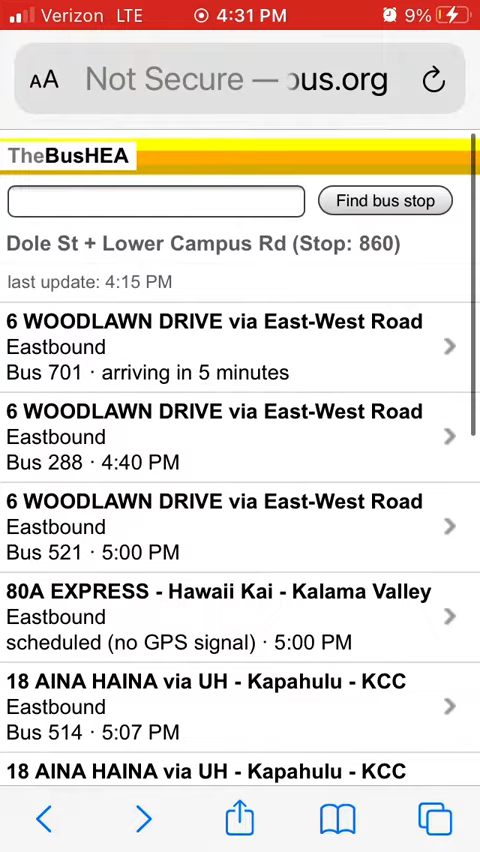 Verizon LTE 4:31 PM 9%
AA Not Secure — bus.org
TheBusHEA
Find bus stop
Dole St + Lower Campus Rd (Stop: 860)
last update: 4:15 PM
6 WOODLAWN DRIVE via East-West Road
Eastbound
Bus 701 · arriving in 5 minutes
6 WOODLAWN DRIVE via East-West Road
Eastbound
Bus 288 · 4:40 PM
6 WOODLAWN DRIVE via East-West Road
Eastbound
Bus 521 · 5:00 PM
80A EXPRESS - Hawaii Kai - Kalama Valley
Eastbound
scheduled (no GPS signal) · 5:00 PM
18 AINA HAINA via UH - Kapahulu - KCC
Eastbound
Bus 514 · 5:07 PM
18 AINA HAINA via UH - Kapahulu - KCC